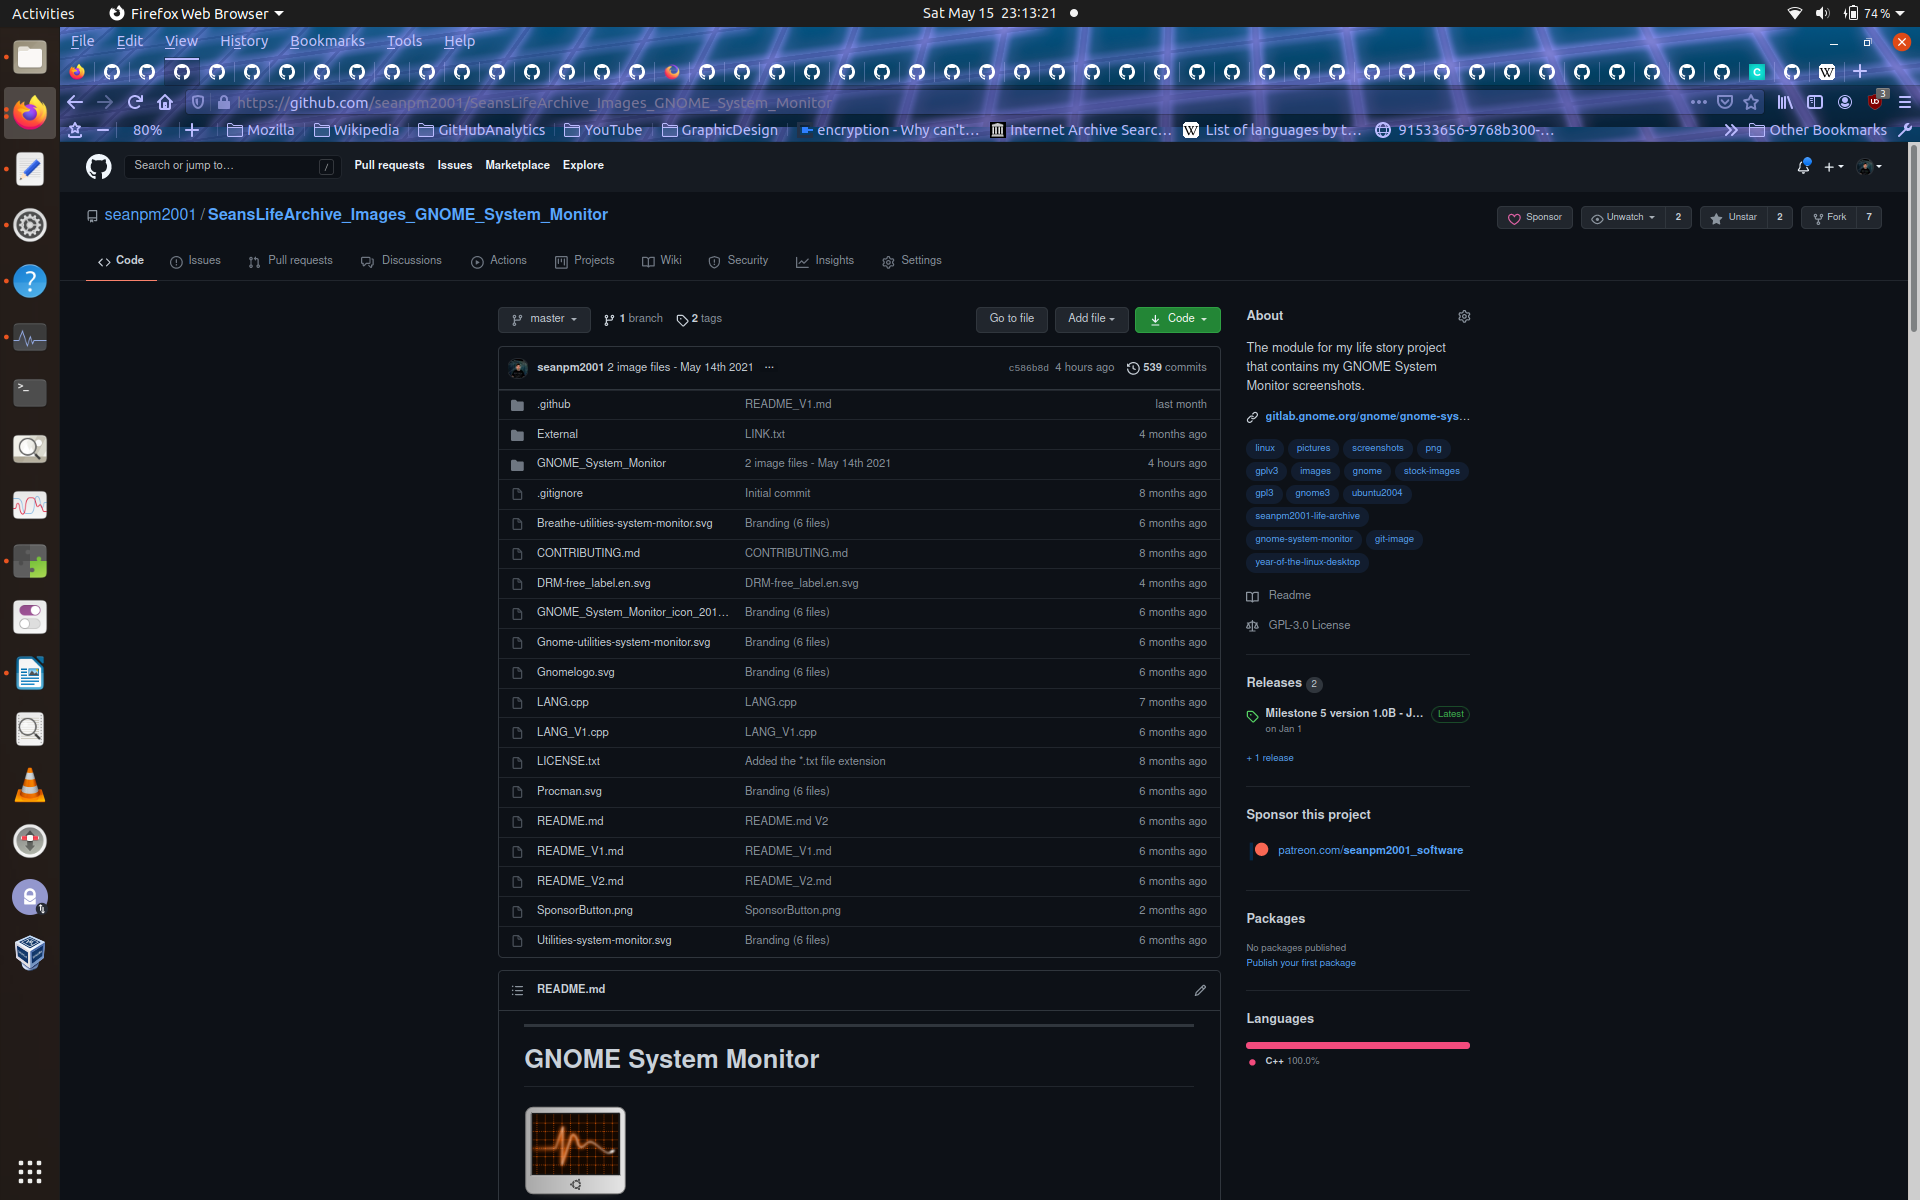 Activities Firefox Web Browser Sat May 15 23:13:21 74 %
File Edit View History Bookmarks Tools Help
https://github.com/seanpm2001/SeansLifeArchive_Images_GNOME_System_Monitor 3
80% Mozilla Wikipedia GitHubAnalytics YouTube GraphicDesign encryption - Why can't… Internet Archive Searc… List of languages by t… 91533656-9768b300-… Other Bookmarks
Search or jump to… / Pull requests Issues Marketplace Explore
seanpm2001 / SeansLifeArchive_Images_GNOME_System_Monitor Sponsor Unwatch 2 Unstar 2 Fork 7
Code Issues Pull requests Discussions Actions Projects Wiki Security Insights Settings
master 1 branch 2 tags Go to file Add file Code
seanpm2001 2 image files - May 14th 2021 ... c586b8d 4 hours ago 539 commits
.github README_V1.md last month
External LINK.txt 4 months ago
GNOME_System_Monitor 2 image files - May 14th 2021 4 hours ago
.gitignore Initial commit 8 months ago
Breathe-utilities-system-monitor.svg Branding (6 files) 6 months ago
CONTRIBUTING.md CONTRIBUTING.md 8 months ago
DRM-free_label.en.svg DRM-free_label.en.svg 4 months ago
GNOME_System_Monitor_icon_201… Branding (6 files) 6 months ago
Gnome-utilities-system-monitor.svg Branding (6 files) 6 months ago
Gnomelogo.svg Branding (6 files) 6 months ago
LANG.cpp LANG.cpp 7 months ago
LANG_V1.cpp LANG_V1.cpp 6 months ago
LICENSE.txt Added the *.txt file extension 8 months ago
Procman.svg Branding (6 files) 6 months ago
README.md README.md V2 6 months ago
README_V1.md README_V1.md 6 months ago
README_V2.md README_V2.md 6 months ago
SponsorButton.png SponsorButton.png 2 months ago
Utilities-system-monitor.svg Branding (6 files) 6 months ago
README.md
GNOME System Monitor
About
The module for my life story project
that contains my GNOME System
Monitor screenshots.
gitlab.gnome.org/gnome/gnome-sys…
linux pictures screenshots png
gplv3 images gnome stock-images
gpl3 gnome3 ubuntu2004
seanpm2001-life-archive
gnome-system-monitor git-image
year-of-the-linux-desktop
Readme
GPL-3.0 License
Releases 2
Milestone 5 version 1.0B - J… Latest
on Jan 1
+ 1 release
Sponsor this project
patreon.com/seanpm2001_software
Packages
No packages published
Publish your first package
Languages
C++ 100.0%